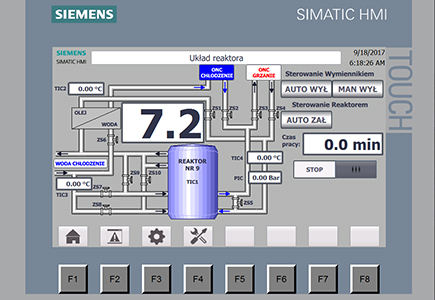 SIEMENS
SIMATIC HMI
TOUCH
SIEMENS
SIMATIC HMI
Układ reaktora
9/18/2017
6:18:26 AM
ONC
CHŁODZENIE
ONC
GRZANIE
Sterowanie Wymiennikiem
AUTO WYŁ
MAN WYŁ
Sterowanie Reaktorem
AUTO ZAŁ
TIC2
0.00 °C
OLEJ
WODA
7.2
ZS1
ZS2
ZS3
ZS4
ZS6
Czas
pracy:
0.0 min
STOP
WODA CHŁODZENIE
0.00 °C
TIC3
ZS9
ZS10
ZS7
ZS8
REAKTOR
NR 9
TIC1
TIC4
0.00 °C
PIC
0.00 Bar
ZS5
F1
F2
F3
F4
F5
F6
F7
F8